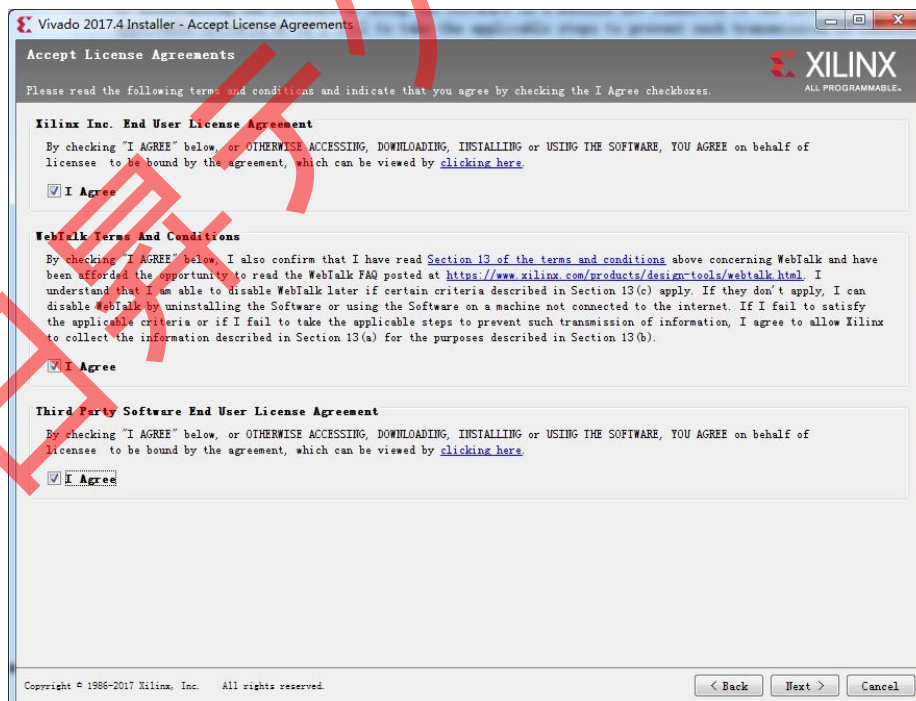 Vivado 2017.4 Installer - Accept License Agreements
Accept License Agreements
XILINX
ALL PROGRAMMABLE.
Please read the following terms and conditions and indicate that you agree by checking the I Agree checkboxes.
Xilinx Inc. End User License Agreement
By checking "I AGREE" below, or OTHERWISE ACCESSING, DOWNLOADING, INSTALLING or USING THE SOFTWARE, YOU AGREE on behalf of
licensee to be bound by the agreement, which can be viewed by clicking here.
I Agree
WebTalk Terms And Conditions
By checking "I AGREE" below, I also confirm that I have read Section 13 of the terms and conditions above concerning WebTalk and have
been afforded the opportunity to read the WebTalk FAQ posted at https://www.xilinx.com/products/design-tools/webtalk.html. I
understand that I am able to disable WebTalk later if certain criteria described in Section 13(c) apply. If they don't apply, I can
disable WebTalk by uninstalling the Software or using the Software on a machine not connected to the internet. If I fail to satisfy
the applicable criteria or if I fail to take the applicable steps to prevent such transmission of information, I agree to allow Xilinx
to collect the information described in Section 13(a) for the purposes described in Section 13(b).
I Agree
Third Party Software End User License Agreement
By checking "I AGREE" below, or OTHERWISE ACCESSING, DOWNLOADING, INSTALLING or USING THE SOFTWARE, YOU AGREE on behalf of
licensee to be bound by the agreement, which can be viewed by clicking here.
I Agree
Copyright © 1986-2017 Xilinx, Inc. All rights reserved.
< Back Next > Cancel